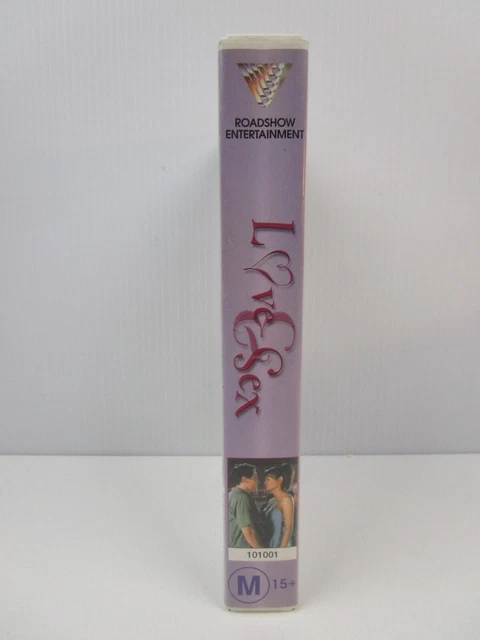 ROADSHOW
ENTERTAINMENT
Love & Sex
101001
M 15+